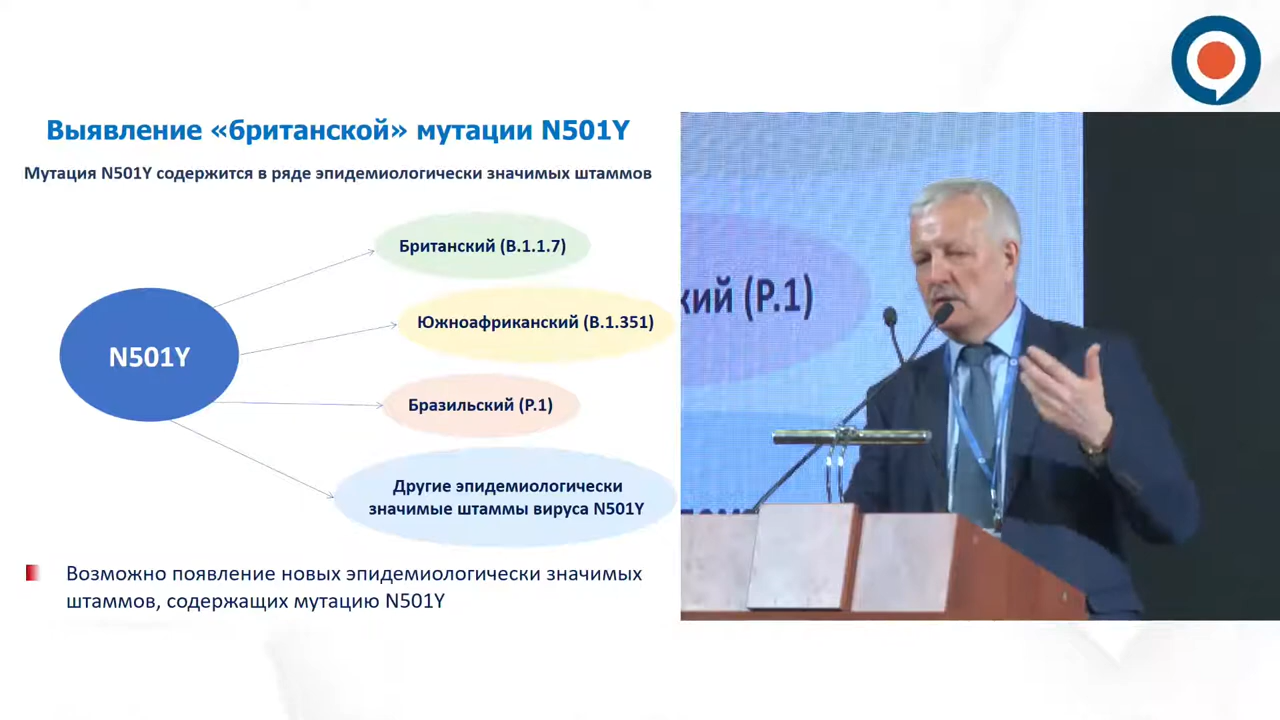 Выявление «британской» мутации N501Y
Мутация N501Y содержится в ряде эпидемиологически значимых штаммов
Британский (B.1.1.7)
Южноафриканский (B.1.351)
N501Y
Бразильский (P.1)
Другие эпидемиологически
значимые штаммы вируса N501Y
Возможно появление новых эпидемиологически значимых
штаммов, содержащих мутацию N501Y
кий (P.1)